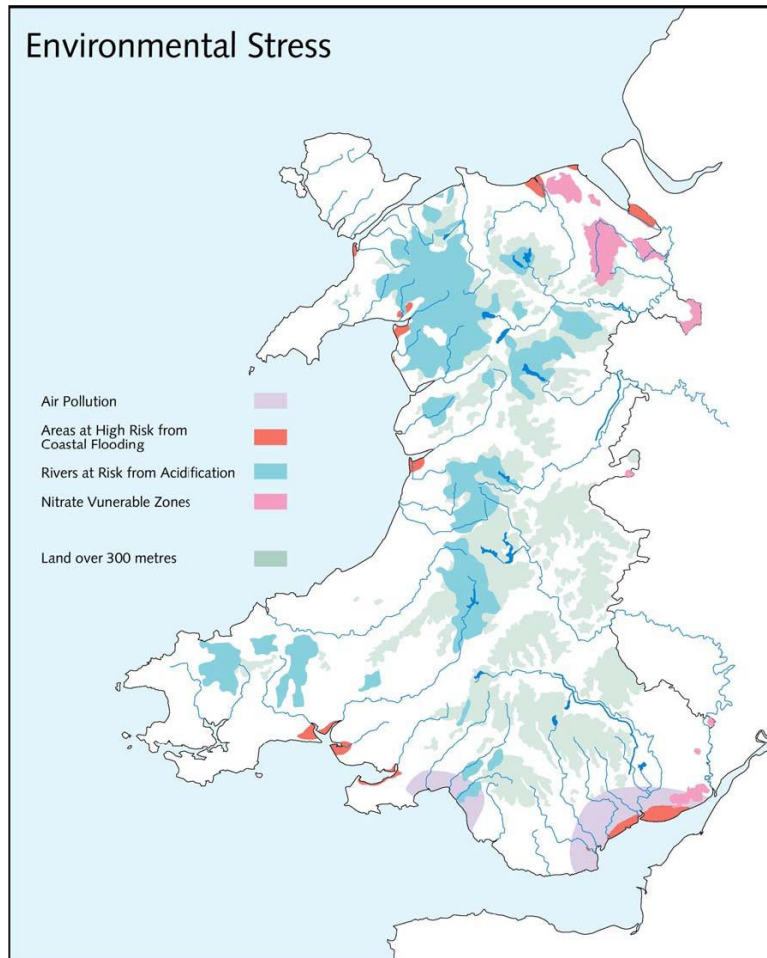 Environmental Stress
Air Pollution
Areas at High Risk from
Coastal Flooding
Rivers at Risk from Acidification
Nitrate Vunerable Zones
Land over 300 metres